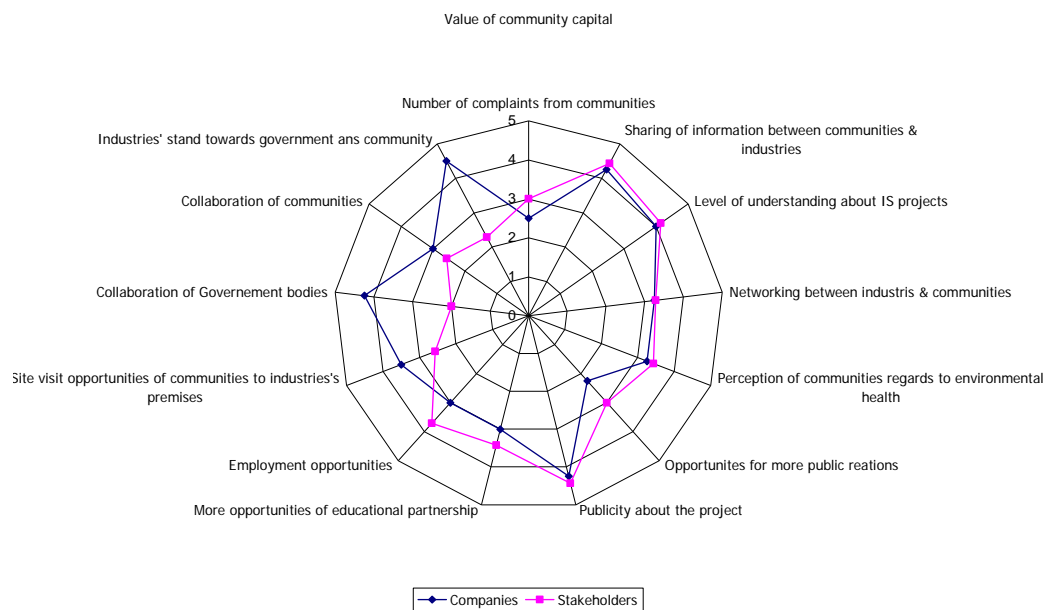 Value of community capital
Number of complaints from communities
Sharing of information between communities &
industries
Level of understanding about IS projects
Networking between industris & communities
Perception of communities regards to environmental
health
Opportunites for more public reations
Publicity about the project
More opportunities of educational partnership
Employment opportunities
Site visit opportunities of communities to industries's
premises
Collaboration of Governement bodies
Collaboration of communities
Industries' stand towards government ans community
5
4
3
2
1
0
Companies
Stakeholders